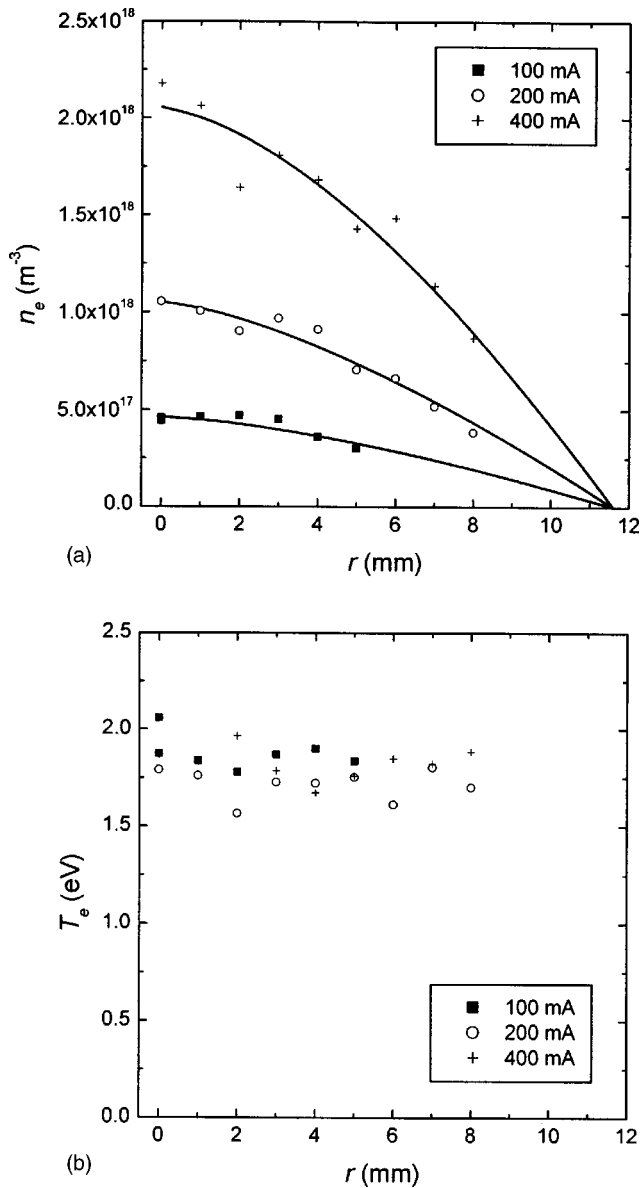 2.5x10^18
2.0x10^18
1.5x10^18
1.0x10^18
5.0x10^17
0.0
n_e (m^-3)
100 mA
200 mA
400 mA
0 2 4 6 8 10 12
(a)
r (mm)
2.5
2.0
1.5
1.0
0.5
0.0
T_e (eV)
100 mA
200 mA
400 mA
0 2 4 6 8 10 12
(b)
r (mm)